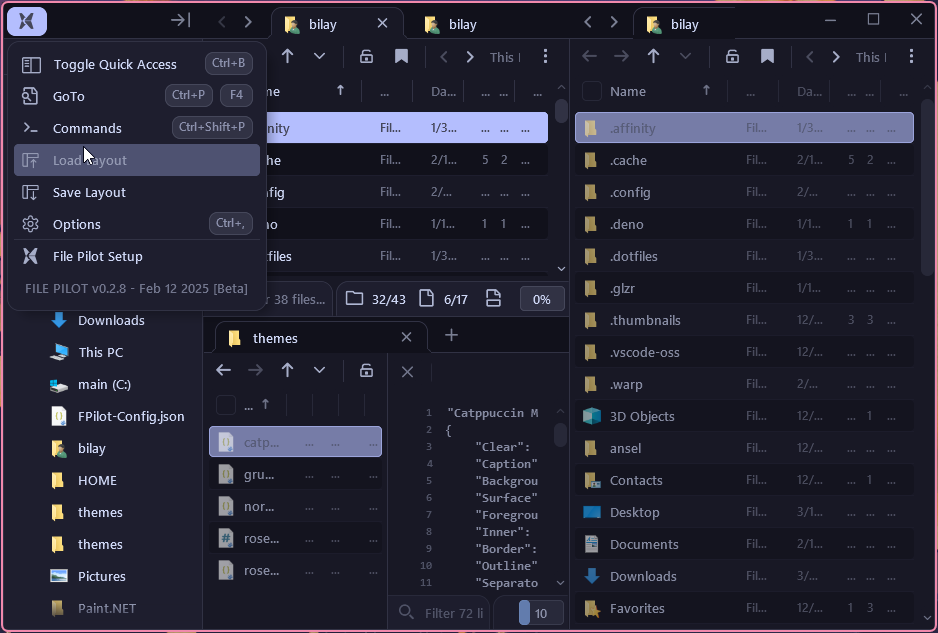 bilay
bilay
bilay
Toggle Quick Access Ctrl+B
GoTo Ctrl+P F4
Commands Ctrl+Shift+P
Load Layout
Save Layout
Options Ctrl+,
File Pilot Setup
FILE PILOT v0.2.8 - Feb 12 2025 [Beta]
Downloads
This PC
main (C:)
FPilot-Config.json
bilay
HOME
themes
themes
Pictures
Paint.NET
This
me ... Da... ... ... ...
nity Fil... 1/3... ... ... ...
he Fil... 2/1... 5 2 ...
fig Fil... 2/... ... ... ...
no Fil... 1/1... 1 1 ...
tfiles Fil... 1/3... ... ... ...
r 38 files... 32/43 6/17 0%
themes
... 
catp... ... ... ...
gru... ... ... ...
nor... ... ... ...
rose... ... ... ...
rose... ... ... ...
1 "Catppuccin M
2 {
3 "Clear":
4 "Caption"
5 "Backgrou
6 "Surface"
7 "Foregrou
8 "Inner":
9 "Border":
10 "Outline"
11 "Separato
Filter 72 li 10
This
Name ... Da... ... ... ...
.affinity Fil... 1/3... ... ... ...
.cache Fil... 2/1... 5 2 ...
.config Fil... 2/... ... ... ...
.deno Fil... 1/1... 1 1 ...
.dotfiles Fil... 1/3... ... ... ...
.glzr Fil... 1/1... ... ... ...
.thumbnails Fil... 12/... 3 3 ...
.vscode-oss Fil... 12/... ... ... ...
.warp Fil... 2/... ... ... ...
3D Objects Fil... 12/... ... 1 ...
ansel Fil... 12/... ... ... ...
Contacts Fil... 12/... ... 1 ...
Desktop Fil... 3/1... ... ... ...
Documents Fil... 2/1... ... ... ...
Downloads Fil... 3/... ... ... ...
Favorites Fil... 12/... 1 3 ...